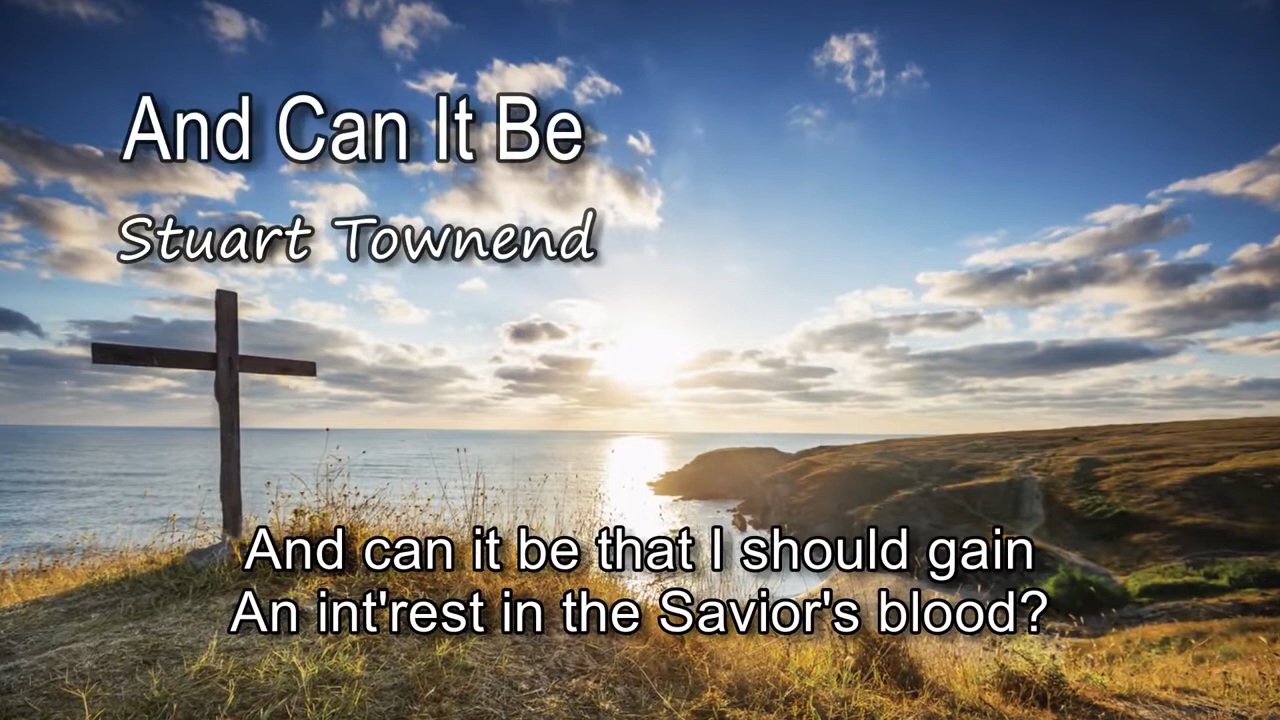 And Can It Be
Stuart Townend
And can it be that I should gain
An int'rest in the Savior's blood?